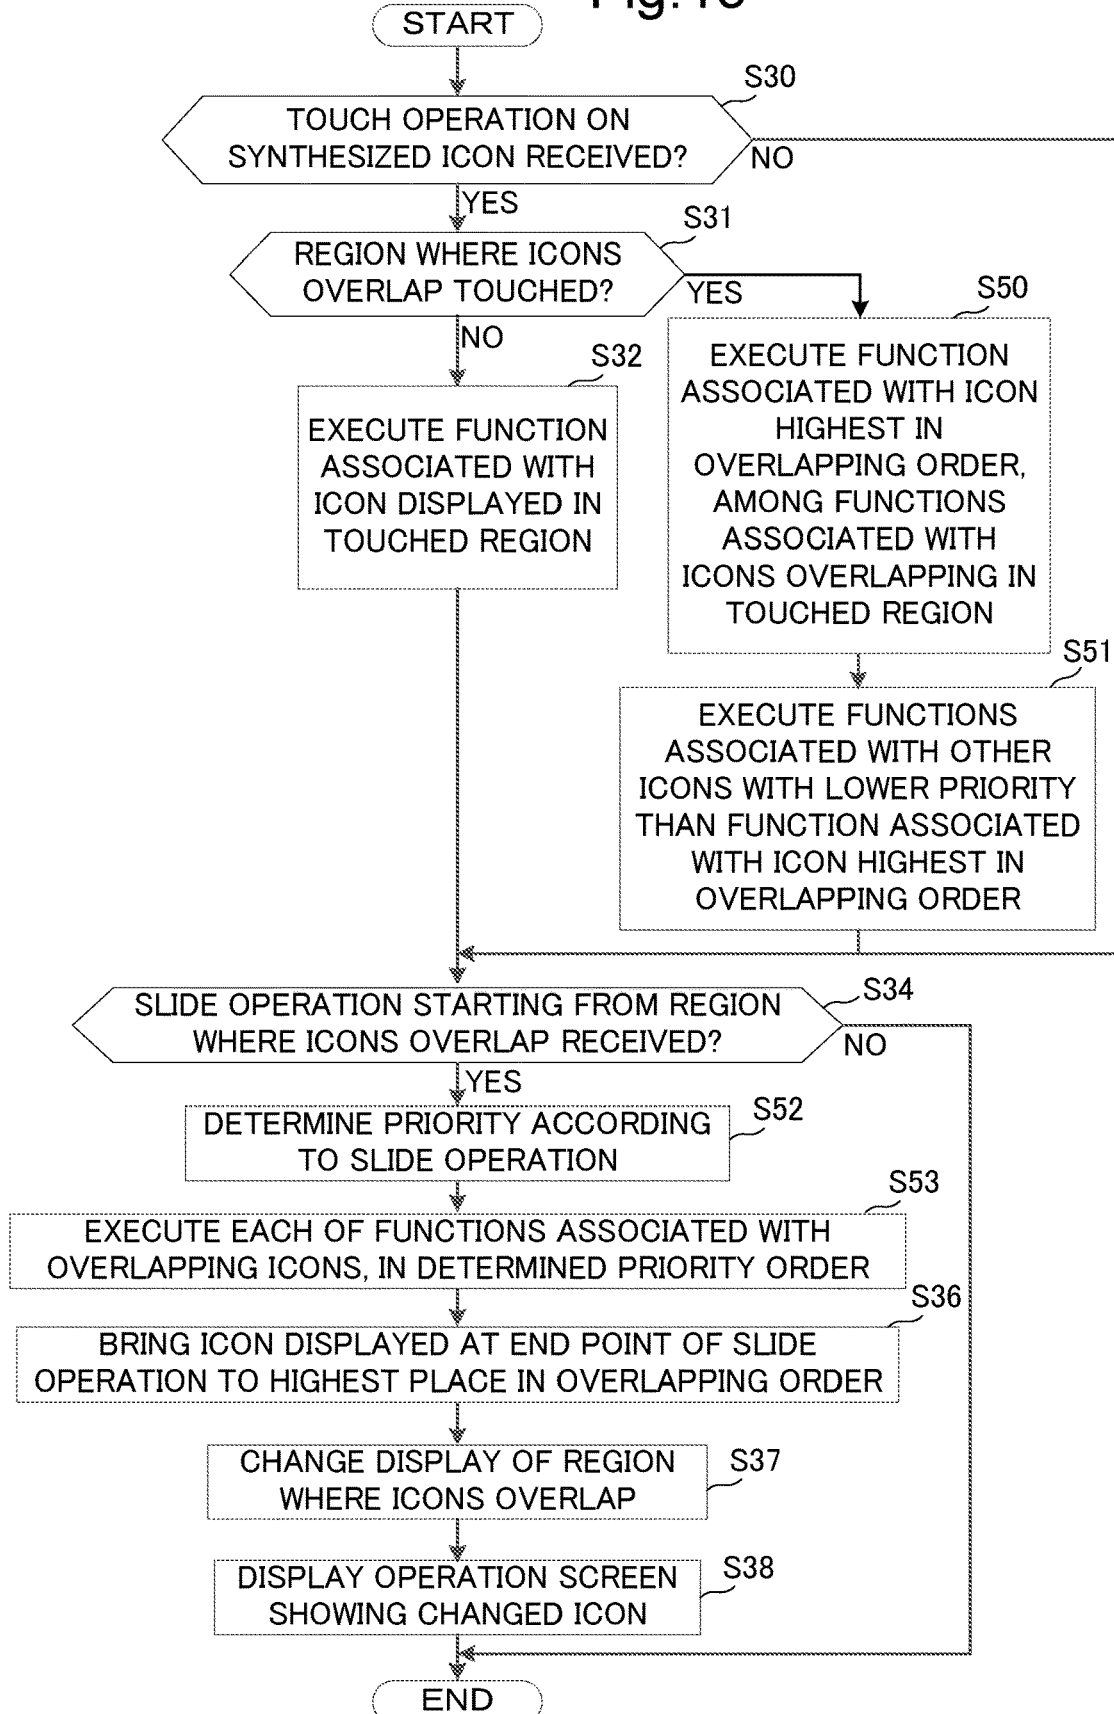 START
S30
TOUCH OPERATION ON
SYNTHESIZED ICON RECEIVED?
NO
YES
S31
REGION WHERE ICONS
OVERLAP TOUCHED?
YES
NO
S50
EXECUTE FUNCTION
ASSOCIATED WITH ICON
HIGHEST IN
OVERLAPPING ORDER,
AMONG FUNCTIONS
ASSOCIATED WITH
ICONS OVERLAPPING IN
TOUCHED REGION
S32
EXECUTE FUNCTION
ASSOCIATED WITH
ICON DISPLAYED IN
TOUCHED REGION
S51
EXECUTE FUNCTIONS
ASSOCIATED WITH OTHER
ICONS WITH LOWER PRIORITY
THAN FUNCTION ASSOCIATED
WITH ICON HIGHEST IN
OVERLAPPING ORDER
S34
SLIDE OPERATION STARTING FROM REGION
WHERE ICONS OVERLAP RECEIVED?
NO
YES
S52
DETERMINE PRIORITY ACCORDING
TO SLIDE OPERATION
S53
EXECUTE EACH OF FUNCTIONS ASSOCIATED WITH
OVERLAPPING ICONS, IN DETERMINED PRIORITY ORDER
S36
BRING ICON DISPLAYED AT END POINT OF SLIDE
OPERATION TO HIGHEST PLACE IN OVERLAPPING ORDER
S37
CHANGE DISPLAY OF REGION
WHERE ICONS OVERLAP
S38
DISPLAY OPERATION SCREEN
SHOWING CHANGED ICON
END